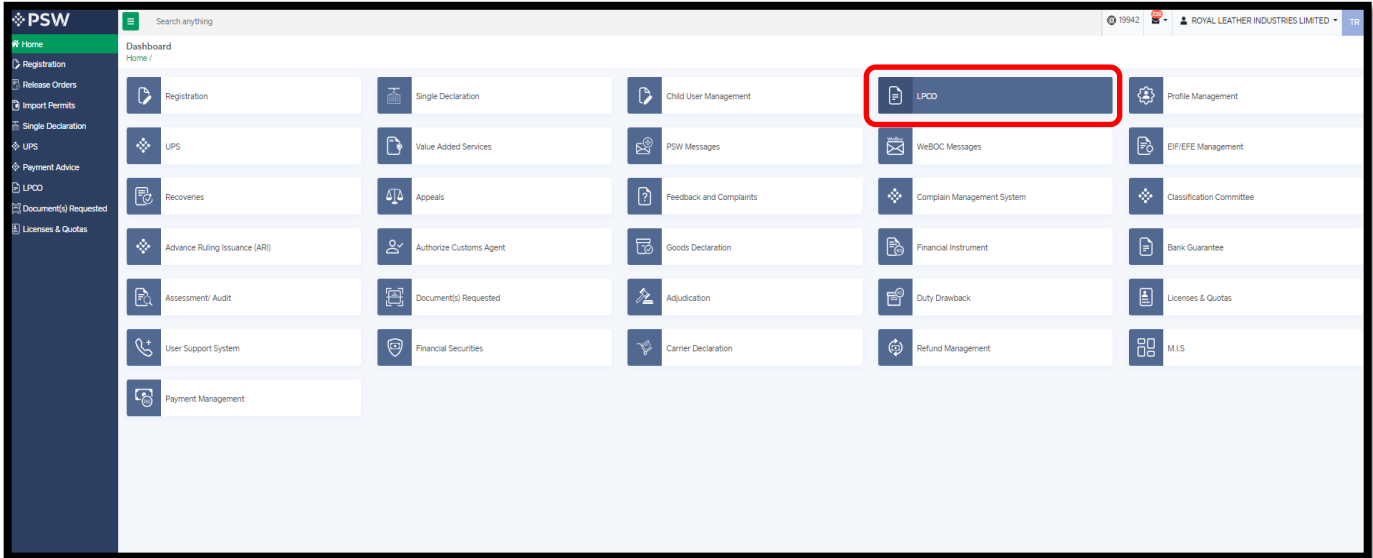 PSW
Search anything
19942
ROYAL LEATHER INDUSTRIES LIMITED
TR
Home
Registration
Release Orders
Import Permits
Single Declaration
UPS
Payment Advice
LPCO
Document(s) Requested
Licenses & Quotas
Dashboard
Home /
Registration
Single Declaration
Child User Management
LPCO
Profile Management
UPS
Value Added Services
PSW Messages
WeBOC Messages
EIF/EFE Management
Recoveries
Appeals
Feedback and Complaints
Complain Management System
Classification Committee
Advance Ruling Issuance (ARI)
Authorize Customs Agent
Goods Declaration
Financial Instrument
Bank Guarantee
Assessment/ Audit
Document(s) Requested
Adjudication
Duty Drawback
Licenses & Quotas
User Support System
Financial Securities
Carrier Declaration
Refund Management
M.I.S
Payment Management